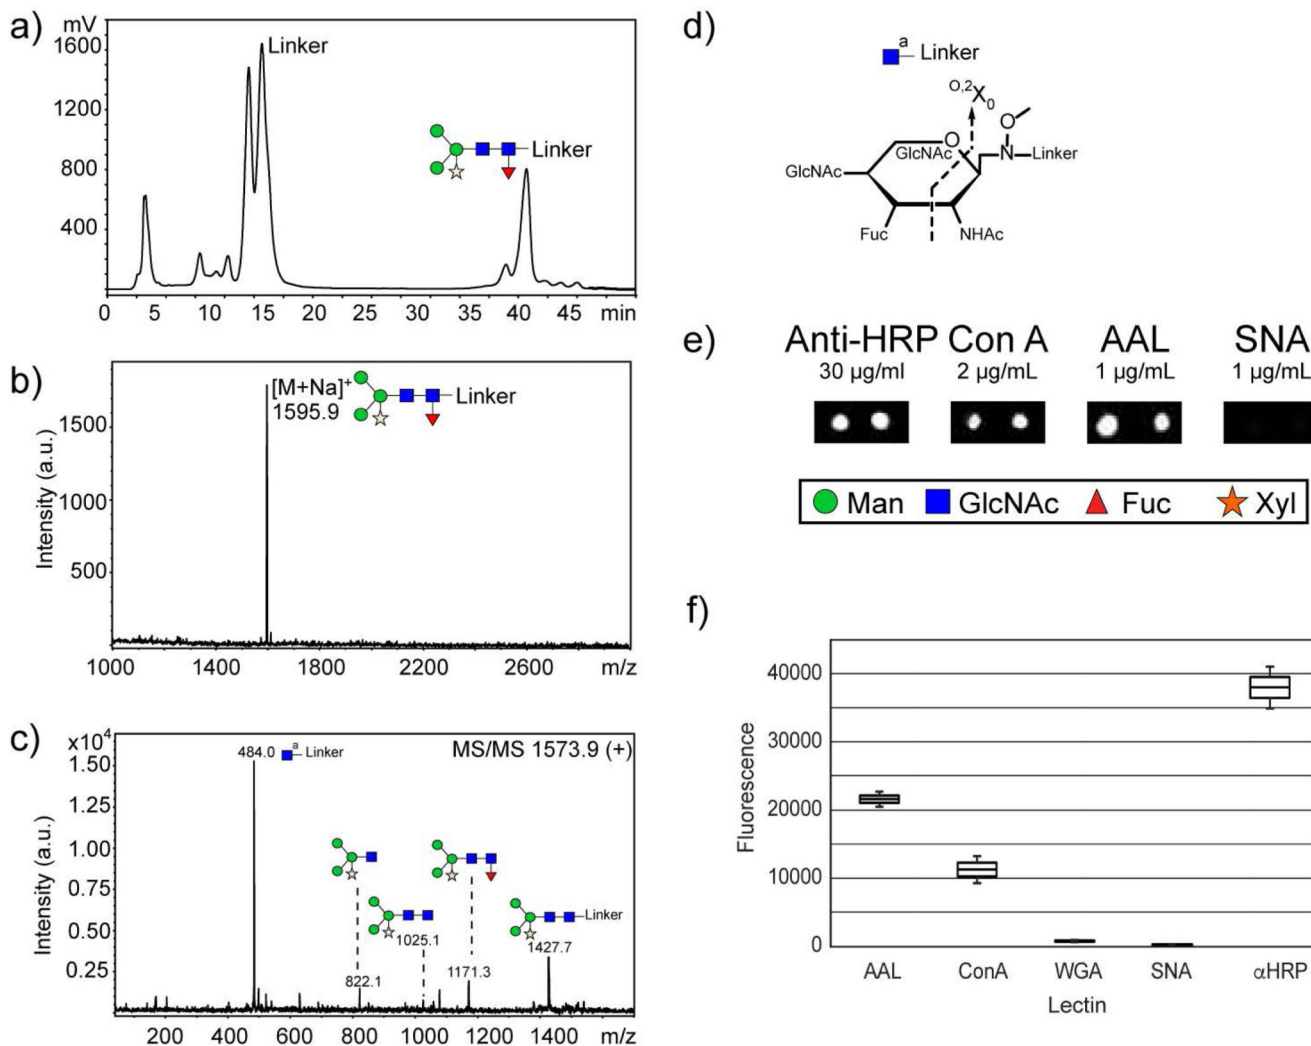 a)
mV
1600
1200
800
400
Linker
Linker
0 5 10 15 20 25 30 35 40 45 min
b)
Intensity (a.u.)
1500
1000
500
[M+Na]+
1595.9
Linker
1000 1400 1800 2200 2600 m/z
c)
Intensity (a.u.)
x10^4
1.50
1.25
1.00
0.75
0.50
0.25
484.0
a
Linker
MS/MS 1573.9 (+)
822.1
1025.1
1171.3
Linker
1427.7
200 400 600 800 1000 1200 1400 m/z
d)
a
Linker
O,2X0
O
O
GlcNAc
N
Linker
GlcNAc
Fuc
NHAc
e)
Anti-HRP Con A AAL SNA
30 µg/ml 2 µg/mL 1 µg/mL 1 µg/mL
Man GlcNAc Fuc Xyl
f)
Fluorescence
40000
30000
20000
10000
0
AAL ConA WGA SNA αHRP
Lectin